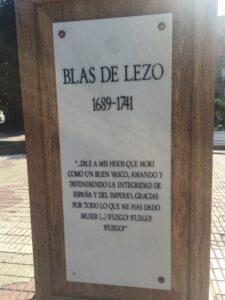 BLAS DE LEZO
1689-1741
"...DILE A MIS HIJOS QUE MORÍ
COMO UN BUEN VASCO, AMANDO Y
DEFENDIENDO LA INTEGRIDAD DE
ESPAÑA Y DEL IMPERIO, GRACIAS
POR TODO LO QUE ME HAS DADO
MUJER (...) ¡FUEGO! ¡FUEGO!
¡FUEGO!"